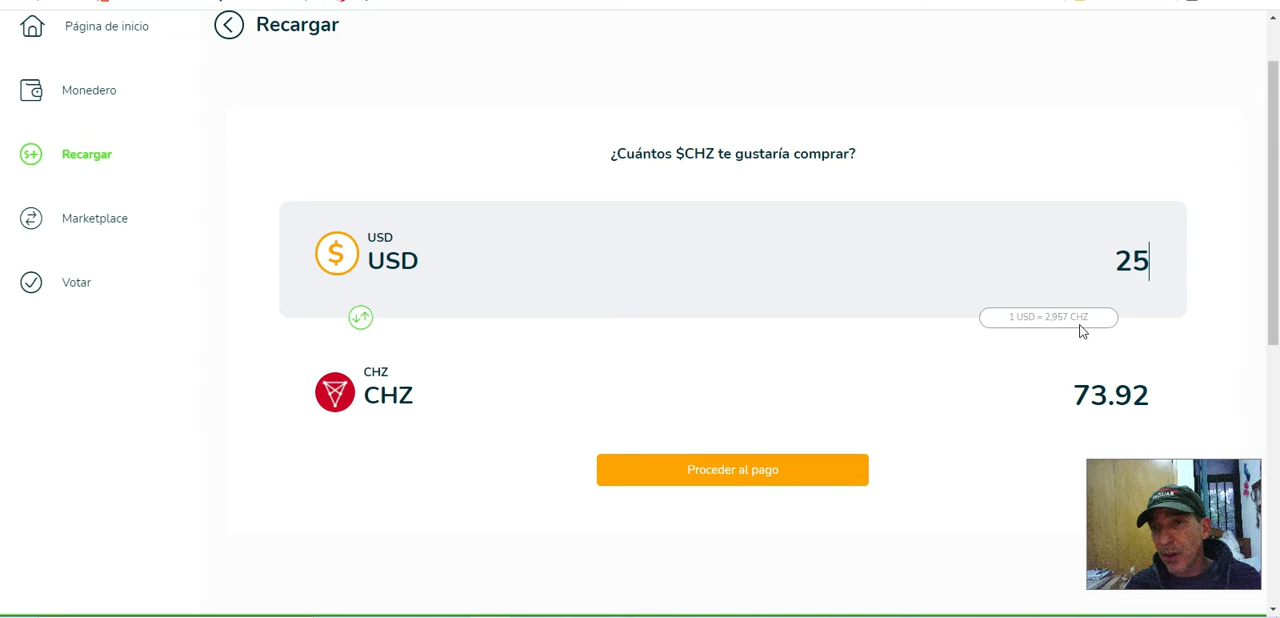 Página de inicio
Recargar
Monedero
Recargar
Marketplace
Votar
¿Cuántos $CHZ te gustaría comprar?
USD
USD
25
1 USD = 2,957 CHZ
CHZ
CHZ
73.92
Proceder al pago